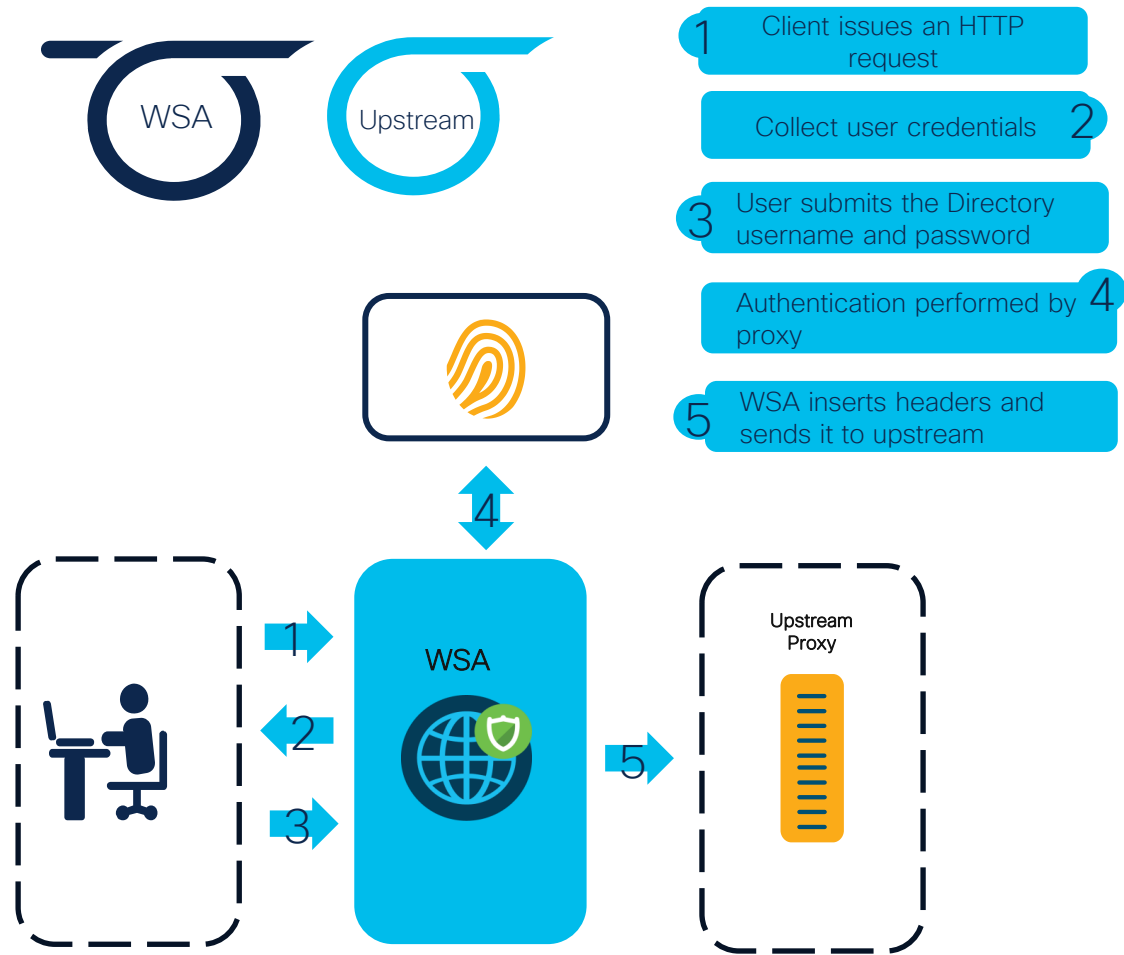 WSA
Upstream
1
Client issues an HTTP
request
Collect user credentials
2
3
User submits the Directory
username and password
Authentication performed by
proxy
4
5
WSA inserts headers and
sends it to upstream
4
1
2
3
WSA
5
Upstream
Proxy